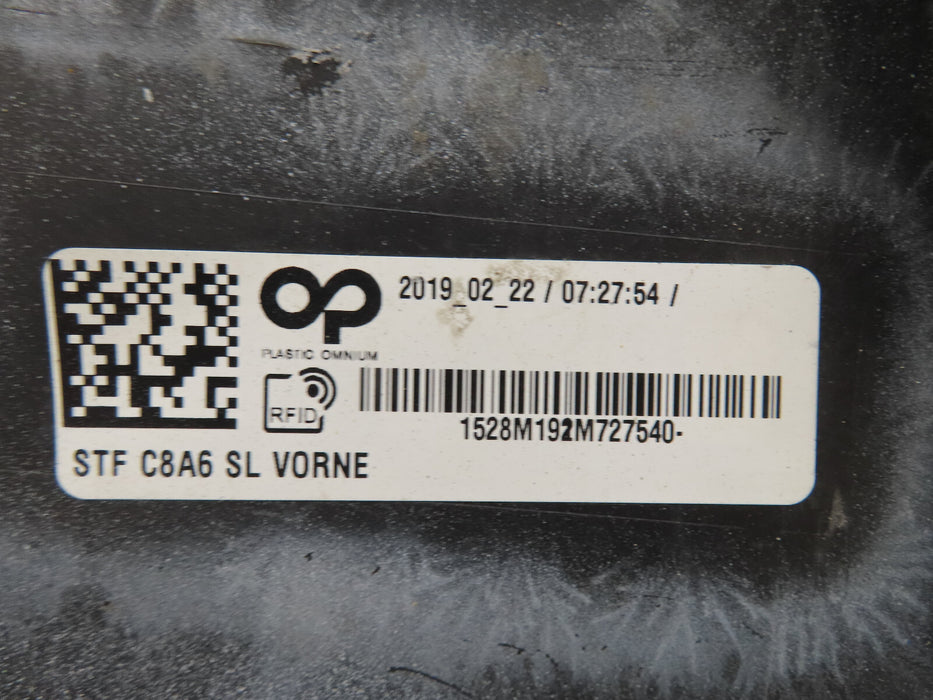 2019_02_22 / 07:27:54 /
PLASTIC OMNIUM
RFID
1528M192M727540-
STF C8A6 SL VORNE